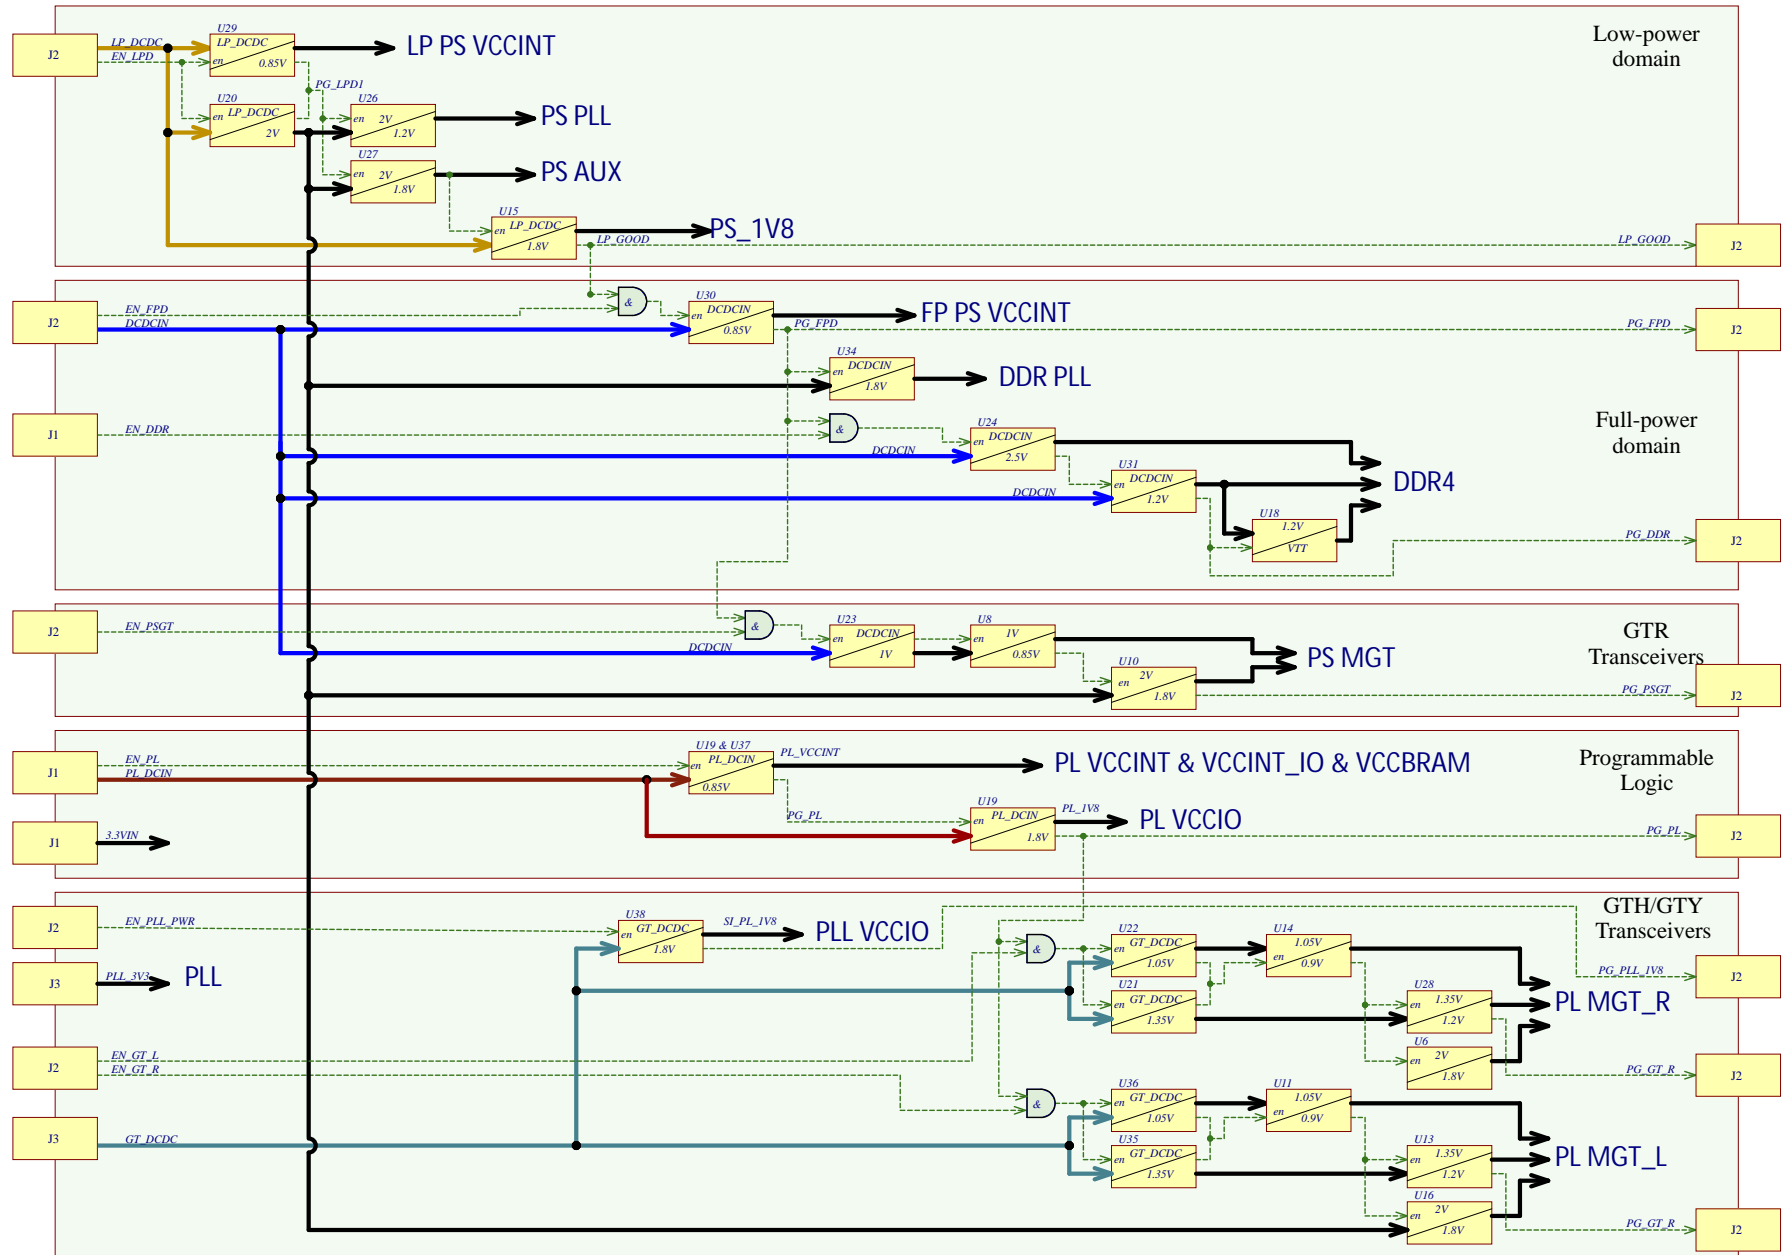 Low-power
domain
J2
LP_DCDC
EN_LPD
U29
LP_DCDC
en
0.85V
LP PS VCCINT
PG_LPD1
U20
en
LP_DCDC
2V
U26
en
2V
1.2V
PS PLL
U27
en
2V
1.8V
PS AUX
U15
en
LP_DCDC
1.8V
PS_1V8
LP_GOOD
LP_GOOD
J2
Full-power
domain
J2
EN_FPD
DCDCIN
&
U30
en
DCDCIN
0.85V
FP PS VCCINT
PG_FPD
PG_FPD
J2
U34
en
DCDCIN
1.8V
DDR PLL
J1
EN_DDR
&
U24
en
DCDCIN
2.5V
DCDCIN
U31
en
DCDCIN
1.2V
DCDCIN
DDR4
U18
1.2V
VTT
PG_DDR
J2
GTR
Transceivers
J2
EN_PSGT
&
DCDCIN
U23
en
DCDCIN
1V
U8
en
1V
0.85V
U10
en
2V
1.8V
PS MGT
PG_PSGT
J2
Programmable
Logic
J1
EN_PL
PL_DCIN
U19 & U37
en
PL_DCIN
0.85V
PL_VCCINT
PL VCCINT & VCCINT_IO & VCCBRAM
PG_PL
U19
en
PL_DCIN
1.8V
PL_1V8
PL VCCIO
PG_PL
J2
J1
3.3VIN
GTH/GTY
Transceivers
J2
EN_PLL_PWR
U38
en
GT_DCDC
1.8V
SI_PL_1V8
PLL VCCIO
J3
PLL_3V3
PLL
&
U22
en
GT_DCDC
1.05V
U14
1.05V
en
0.9V
U21
en
GT_DCDC
1.35V
U28
1.35V
en
1.2V
U6
2V
en
1.8V
PL MGT_R
PG_PLL_1V8
J2
J2
EN_GT_L
EN_GT_R
PG_GT_R
J2
&
U36
en
GT_DCDC
1.05V
U11
1.05V
en
0.9V
J3
GT_DCDC
U35
en
GT_DCDC
1.35V
U13
1.35V
en
1.2V
U16
2V
en
1.8V
PL MGT_L
PG_GT_R
J2